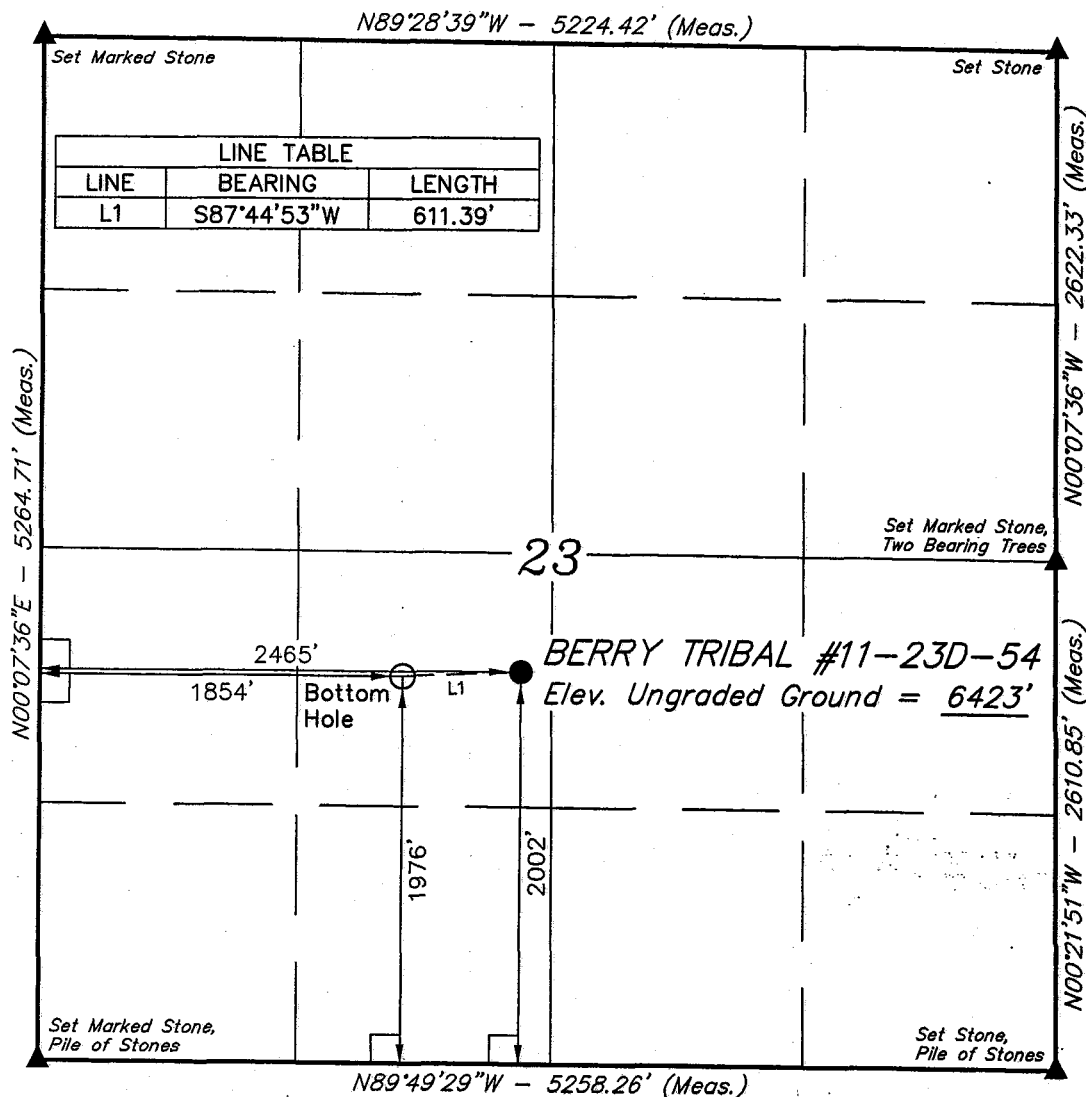 N89°28'39"W - 5224.42' (Meas.)
Set Marked Stone
Set Stone
LINE TABLE
LINE BEARING LENGTH
L1 S87°44'53"W 611.39'
N00°07'36"W - 2622.33' (Meas.)
N00°07'36"E - 5264.71' (Meas.)
Set Marked Stone,
Two Bearing Trees
23
2465'
1854'
Bottom
Hole
L1
BERRY TRIBAL #11-23D-54
Elev. Ungraded Ground = 6423'
1976'
2002'
N00°21'51"W - 2610.85' (Meas.)
Set Marked Stone,
Pile of Stones
Set Stone,
Pile of Stones
N89°49'29"W - 5258.26' (Meas.)